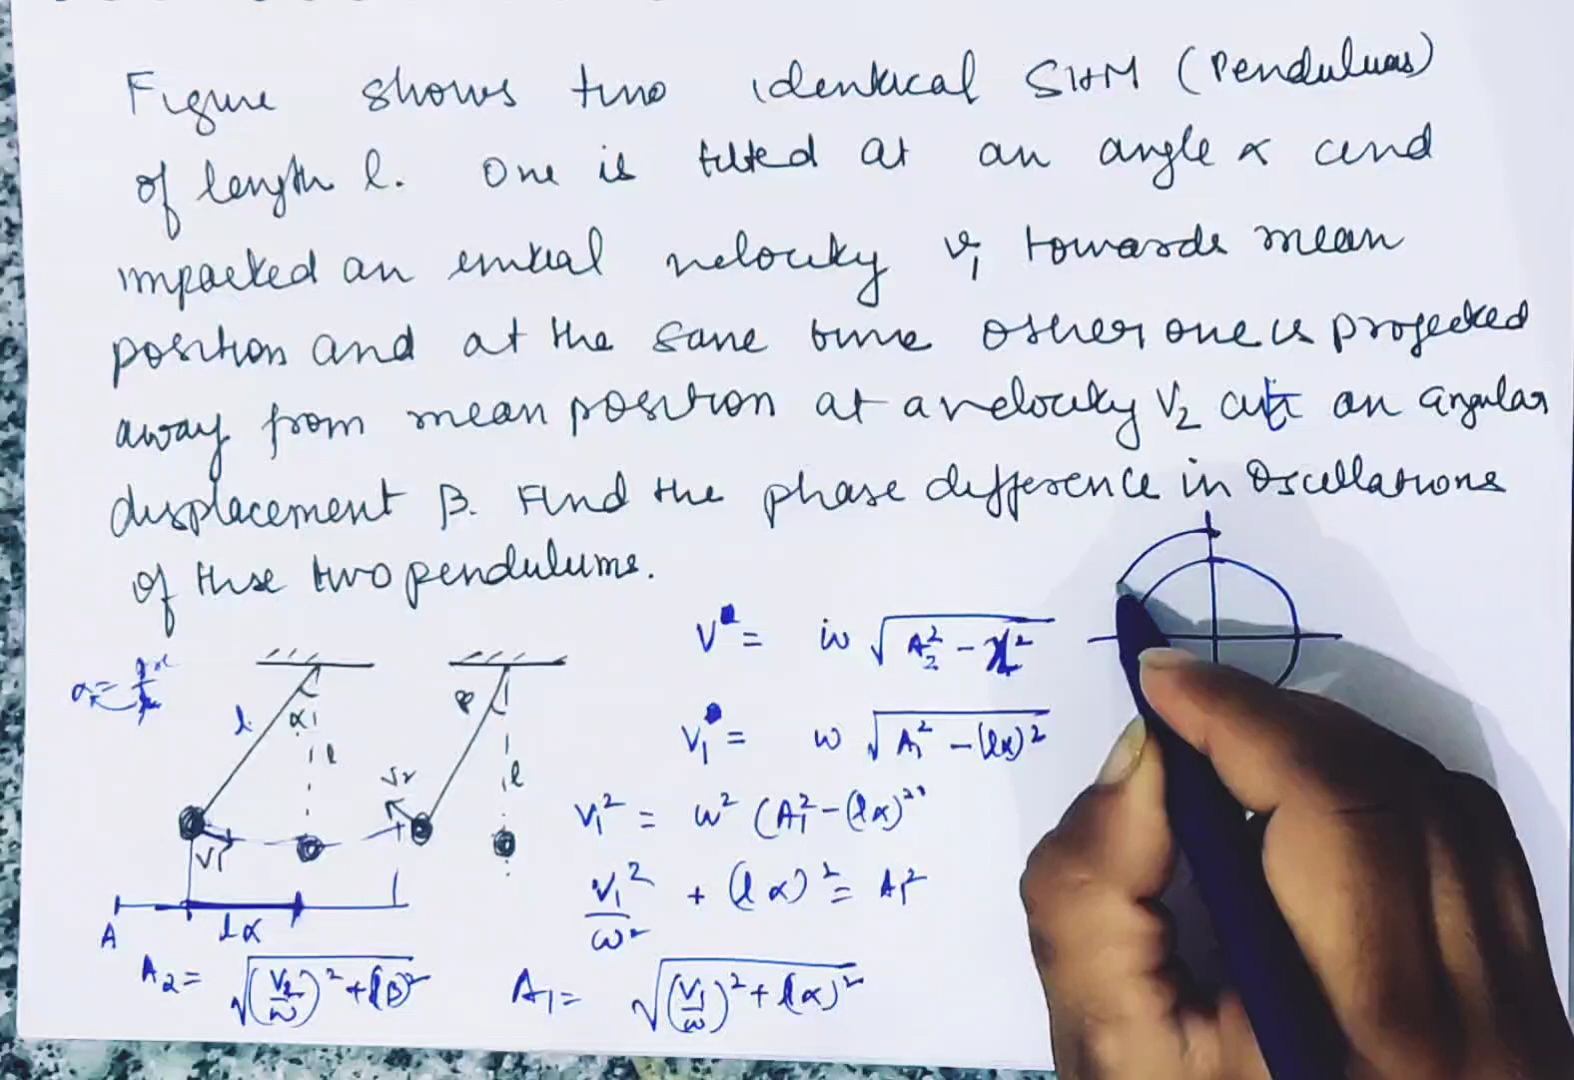 Figure shows two identical SHM (Pendulums)
of length l. One is tilted at an angle α and
imparted an initial velocity v₁ towards mean
position and at the same time other one is projected
away from mean position at a velocity V₂ at an angular
displacement β. Find the phase difference in Oscillations
of these two pendulums.
V = ω √(A₂² - x²)
V₁ = ω √(A₁² - (lα)²)
V₁² = ω² (A₁² - (lα)²)
V₁²/ω² + (lα)² = A₁²
l
α
l
V₁
β
l
V₂
A
lα
A₂ = √((V₂/ω)² + (lβ)²)
A₁ = √((V₁/ω)² + (lα)²)